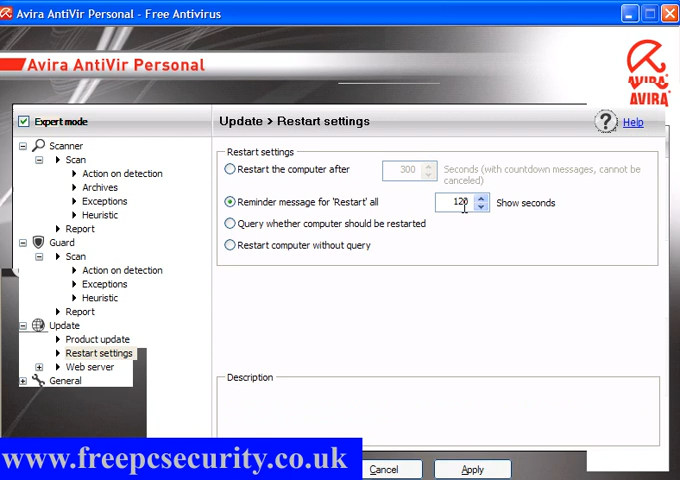 Avira AntiVir Personal - Free Antivirus
Avira AntiVir Personal
AVIRA
AVIRA
Expert mode
Update > Restart settings
Help
Scanner
Scan
Action on detection
Archives
Exceptions
Heuristic
Report
Guard
Scan
Action on detection
Exceptions
Heuristic
Report
Update
Product update
Restart settings
Web server
General
Restart settings
Restart the computer after 300 Seconds (with countdown messages, cannot be
canceled)
Reminder message for 'Restart' all 120 Show seconds
Query whether computer should be restarted
Restart computer without query
Description
www.freepcsecurity.co.uk
Cancel
Apply